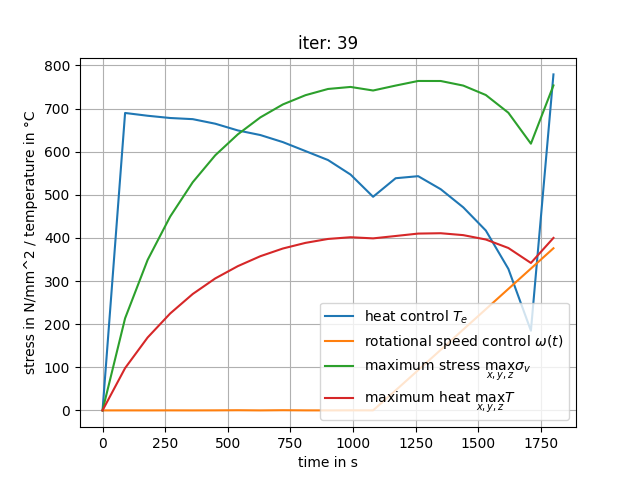 iter: 39
stress in N/mm^2 / temperature in °C
800
700
600
500
400
300
200
100
0
heat control Tₑ
rotational speed control ω(t)
maximum stress max σᵥ
x, y, z
maximum heat max T
x, y, z
0 250 500 750 1000 1250 1500 1750
time in s